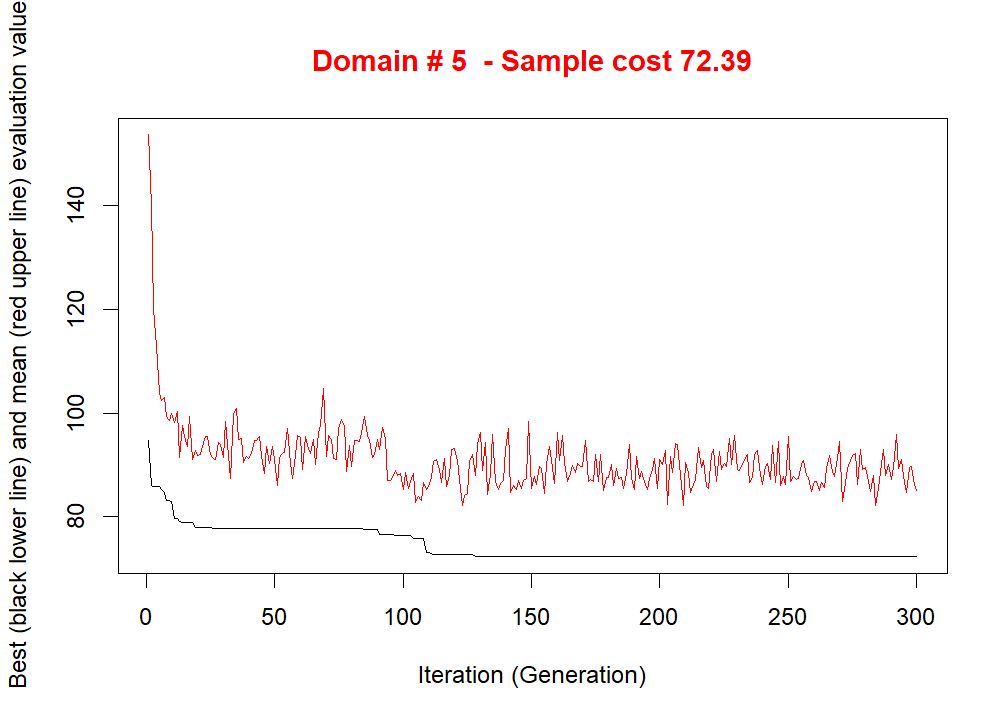 Domain # 5  - Sample cost 72.39
Best (black lower line) and mean (red upper line) evaluation value
140
120
100
80
0 50 100 150 200 250 300
Iteration (Generation)